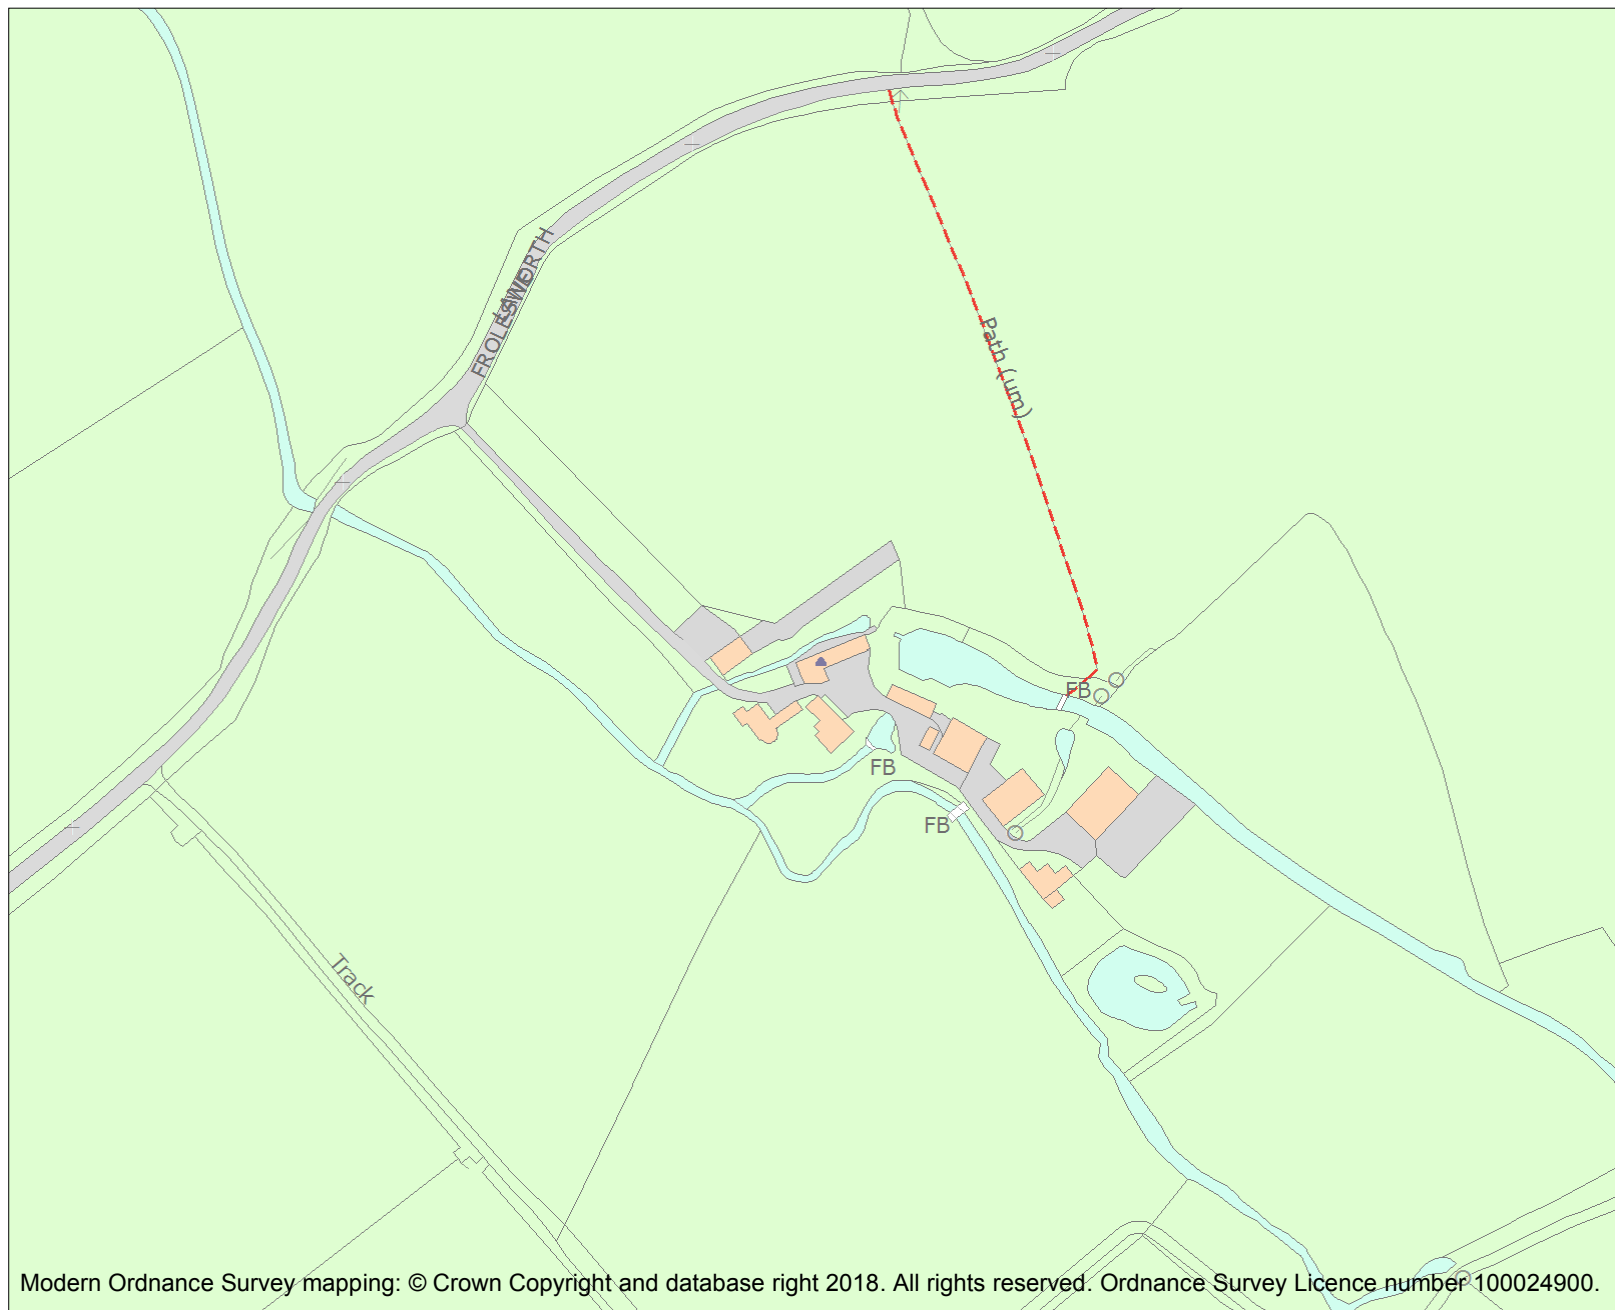 FROLESWORTH
LANE
Path (um)
FB
FB
FB
Track
Modern Ordnance Survey mapping: © Crown Copyright and database right 2018. All rights reserved. Ordnance Survey Licence number 100024900.